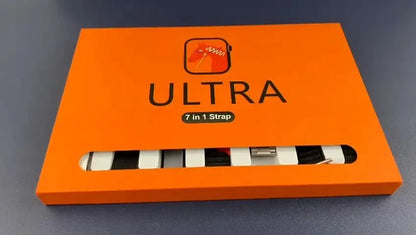 ULTRA
7 in 1 Strap